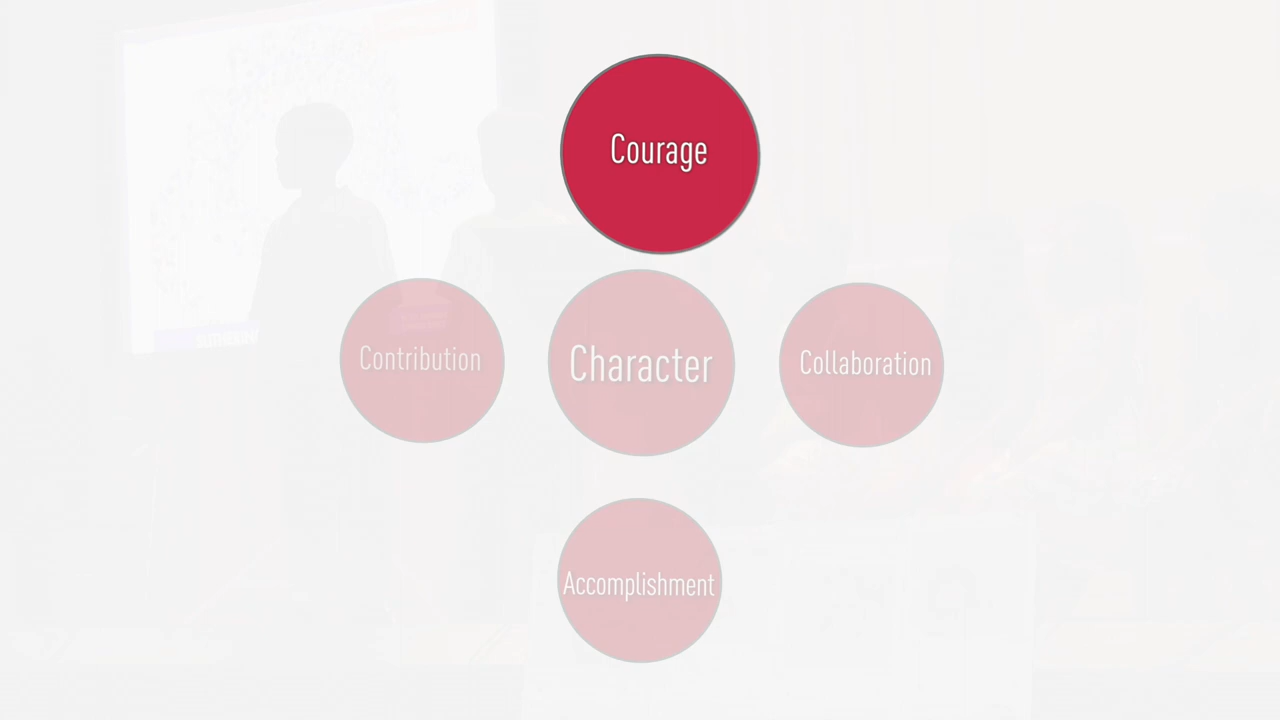 Courage
Contribution
Character
Collaboration
Accomplishment